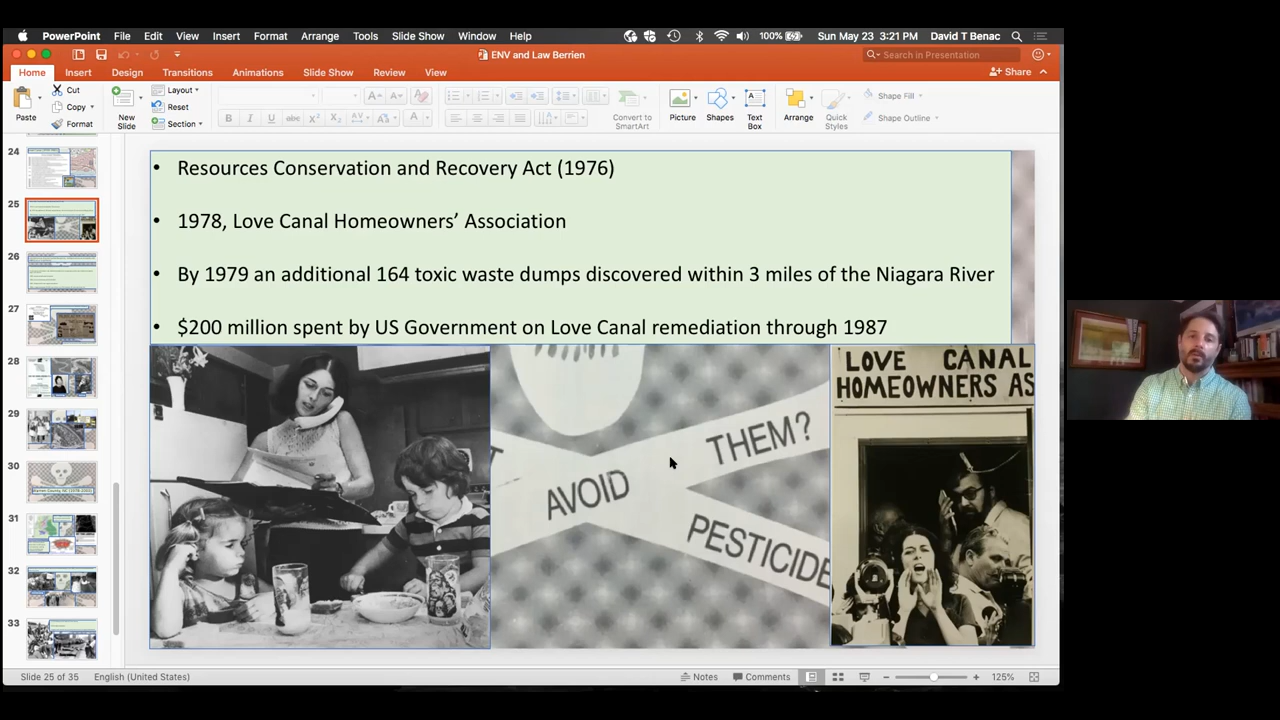 PowerPoint File Edit View Insert Format Arrange Tools Slide Show Window Help 100% Sun May 23 3:21 PM David T Benac
ENV and Law Berrien
Search in Presentation
Home Insert Design Transitions Animations Slide Show Review View
Share
Paste
Cut
Copy
Format
New Slide
Layout
Reset
Section
B I U abc X² X₂ AV Aa A
Convert to SmartArt
Picture
Shapes
Text Box
Arrange
Quick Styles
Shape Fill
Shape Outline
24
25
26
27
28
29
30
31
32
33
• Resources Conservation and Recovery Act (1976)
• 1978, Love Canal Homeowners’ Association
• By 1979 an additional 164 toxic waste dumps discovered within 3 miles of the Niagara River
• $200 million spent by US Government on Love Canal remediation through 1987
AVOID
THEM?
PESTICIDE
LOVE CANAL
HOMEOWNERS AS
Slide 25 of 35 English (United States)
Notes Comments 125%